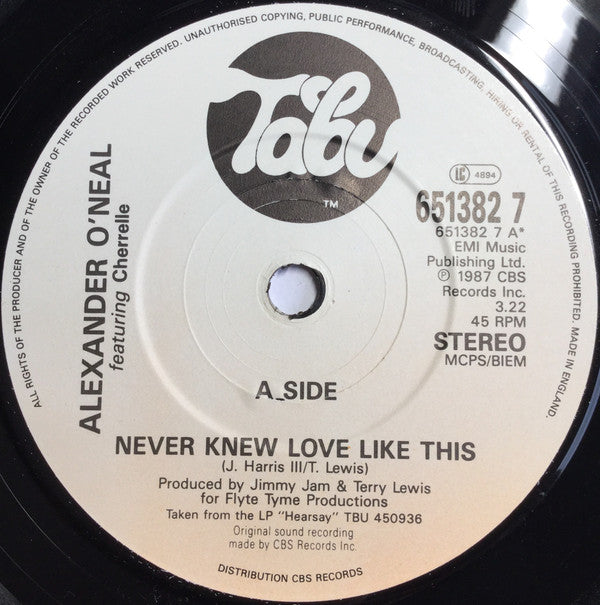 ALL RIGHTS OF THE PRODUCER AND OF THE OWNER OF THE RECORDED WORK RESERVED. UNAUTHORISED COPYING, PUBLIC PERFORMANCE, BROADCASTING, HIRING OR RENTAL OF THIS RECORDING PROHIBITED. MADE IN ENGLAND.
Tabu
TM
ALEXANDER O'NEAL
featuring Cherrelle
LC 4894
651382 7
651382 7 A*
EMI Music
Publishing Ltd.
℗ 1987 CBS
Records Inc.
3.22
45 RPM
STEREO
MCPS/BIEM
A_SIDE
NEVER KNEW LOVE LIKE THIS
(J. Harris III/T. Lewis)
Produced by Jimmy Jam & Terry Lewis
for Flyte Tyme Productions
Taken from the LP "Hearsay" TBU 450936
Original sound recording
made by CBS Records Inc.
DISTRIBUTION CBS RECORDS